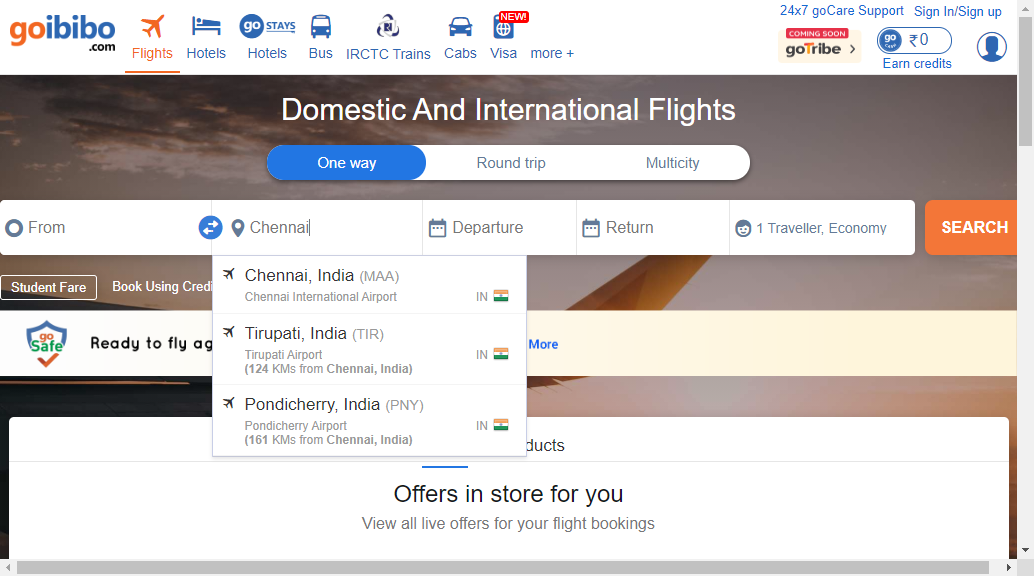 goibibo
.com
Flights
Hotels
go STAYS
Hotels
Bus
IRCTC Trains
Cabs
NEW!
Visa
more +
24x7 goCare Support
Sign In/Sign up
COMING SOON
goTribe
go
₹0
Earn credits
Domestic And International Flights
One way
Round trip
Multicity
From
Chennai
Departure
Return
1 Traveller, Economy
SEARCH
Student Fare
Book Using Credi
Chennai, India (MAA)
Chennai International Airport
IN
Tirupati, India (TIR)
Tirupati Airport
IN
(124 KMs from Chennai, India)
Pondicherry, India (PNY)
Pondicherry Airport
IN
(161 KMs from Chennai, India)
go
Safe
Ready to fly ag
More
ducts
Offers in store for you
View all live offers for your flight bookings